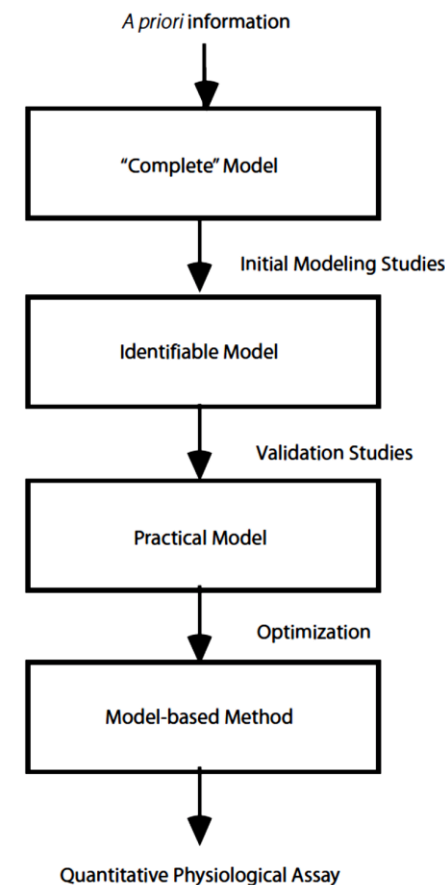 A priori information
“Complete” Model
Initial Modeling Studies
Identifiable Model
Validation Studies
Practical Model
Optimization
Model-based Method
Quantitative Physiological Assay